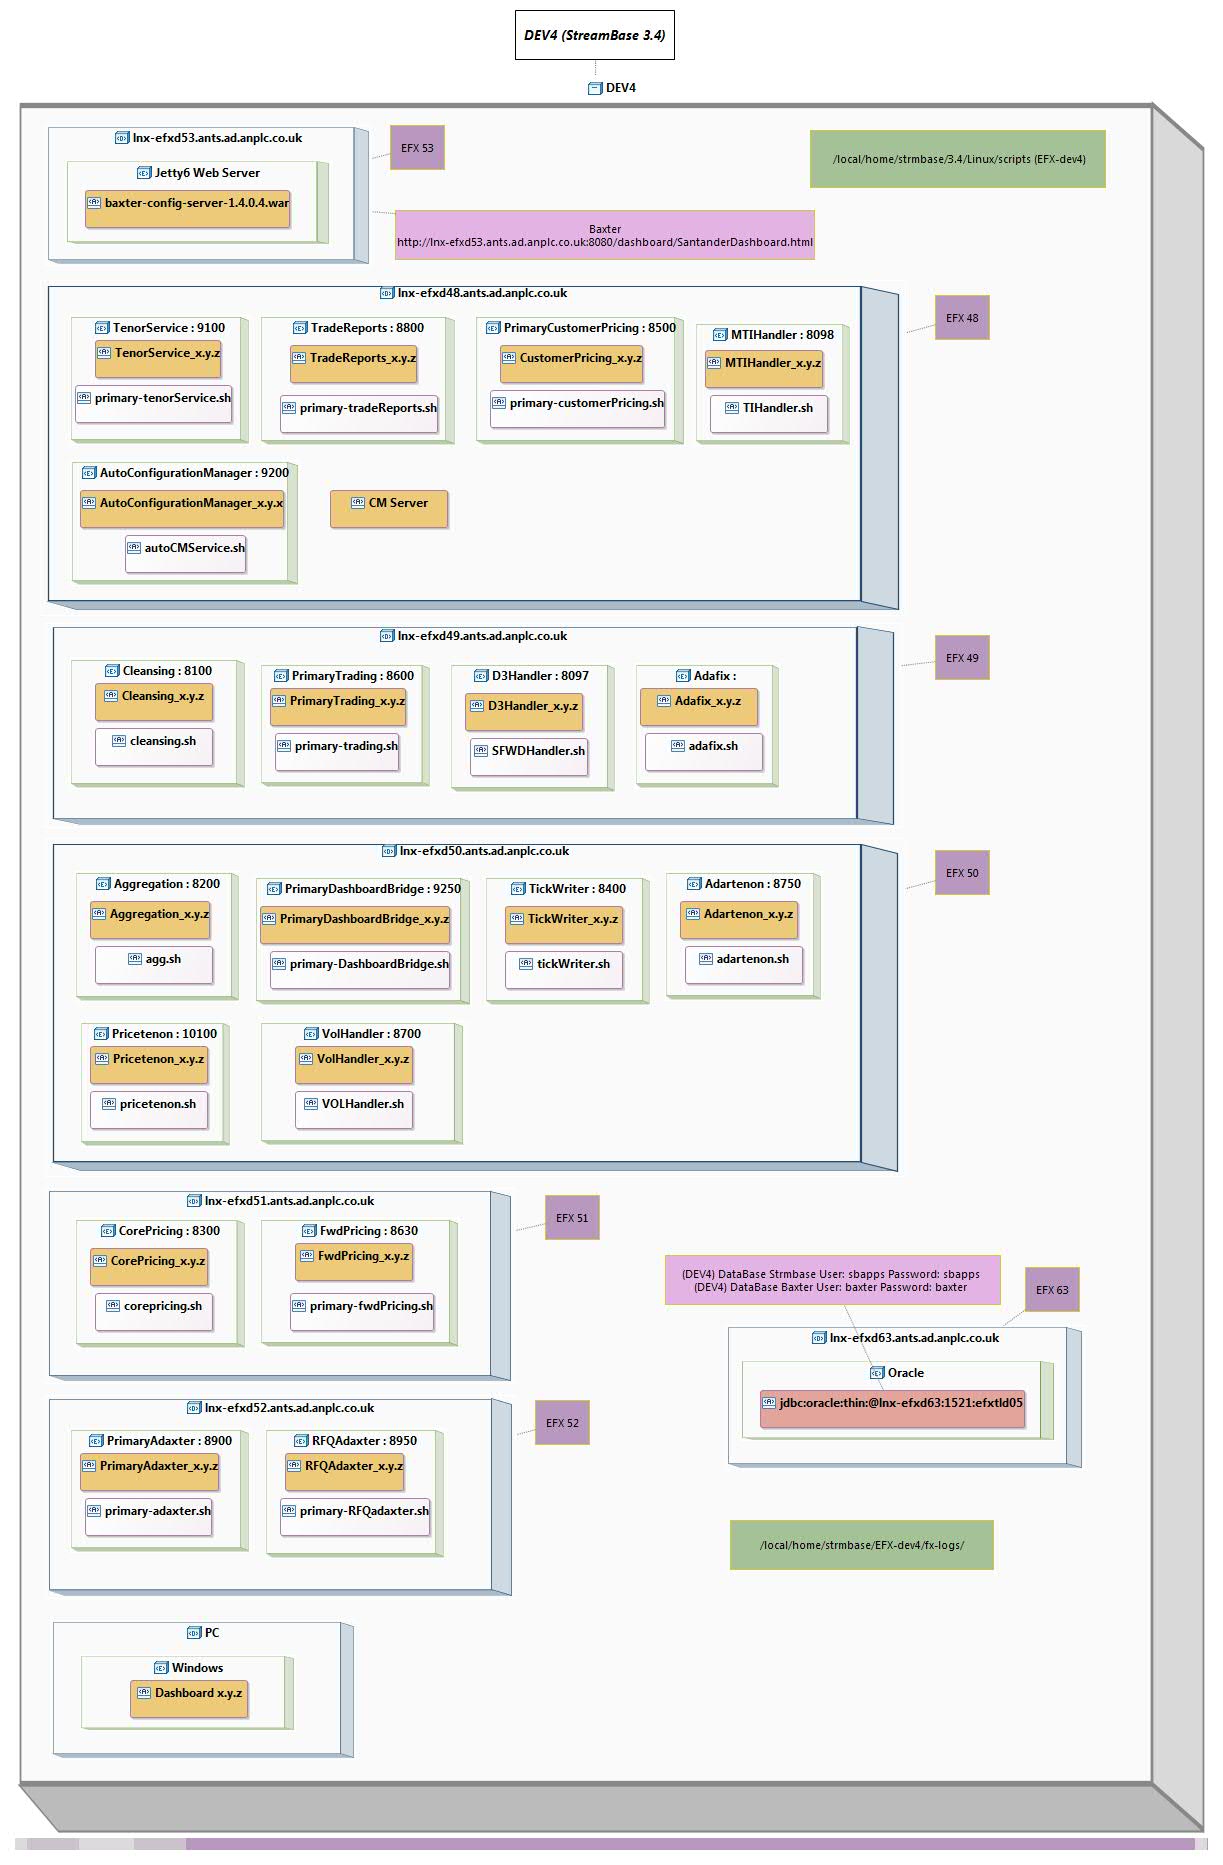 DEV4 (StreamBase 3.4)
DEV4
lnx-efxd53.ants.ad.anplc.co.uk
EFX 53
/local/home/strmbase/3.4/Linux/scripts (EFX-dev4)
Jetty6 Web Server
baxter-config-server-1.4.0.4.war
Baxter
http://lnx-efxd53.ants.ad.anplc.co.uk:8080/dashboard/SantanderDashboard.html
lnx-efxd48.ants.ad.anplc.co.uk
EFX 48
TenorService : 9100
TenorService_x.y.z
primary-tenorService.sh
TradeReports : 8800
TradeReports_x.y.z
primary-tradeReports.sh
PrimaryCustomerPricing : 8500
CustomerPricing_x.y.z
primary-customerPricing.sh
MTIHandler : 8098
MTIHandler_x.y.z
TIHandler.sh
AutoConfigurationManager : 9200
AutoConfigurationManager_x.y.x
autoCMService.sh
CM Server
lnx-efxd49.ants.ad.anplc.co.uk
EFX 49
Cleansing : 8100
Cleansing_x.y.z
cleansing.sh
PrimaryTrading : 8600
PrimaryTrading_x.y.z
primary-trading.sh
D3Handler : 8097
D3Handler_x.y.z
SFWDHandler.sh
Adafix :
Adafix_x.y.z
adafix.sh
lnx-efxd50.ants.ad.anplc.co.uk
EFX 50
Aggregation : 8200
Aggregation_x.y.z
agg.sh
PrimaryDashboardBridge : 9250
PrimaryDashboardBridge_x.y.z
primary-DashboardBridge.sh
TickWriter : 8400
TickWriter_x.y.z
tickWriter.sh
Adartenon : 8750
Adartenon_x.y.z
adartenon.sh
Pricetenon : 10100
Pricetenon_x.y.z
pricetenon.sh
VolHandler : 8700
VolHandler_x.y.z
VOLHandler.sh
lnx-efxd51.ants.ad.anplc.co.uk
EFX 51
CorePricing : 8300
CorePricing_x.y.z
corepricing.sh
FwdPricing : 8630
FwdPricing_x.y.z
primary-fwdPricing.sh
(DEV4) DataBase Strmbase User: sbapps Password: sbapps
(DEV4) DataBase Baxter User: baxter Password: baxter
EFX 63
lnx-efxd63.ants.ad.anplc.co.uk
Oracle
jdbc:oracle:thin:@lnx-efxd63:1521:efxtld05
lnx-efxd52.ants.ad.anplc.co.uk
EFX 52
PrimaryAdaxter : 8900
PrimaryAdaxter_x.y.z
primary-adaxter.sh
RFQAdaxter : 8950
RFQAdaxter_x.y.z
primary-RFQadaxter.sh
/local/home/strmbase/EFX-dev4/fx-logs/
PC
Windows
Dashboard x.y.z